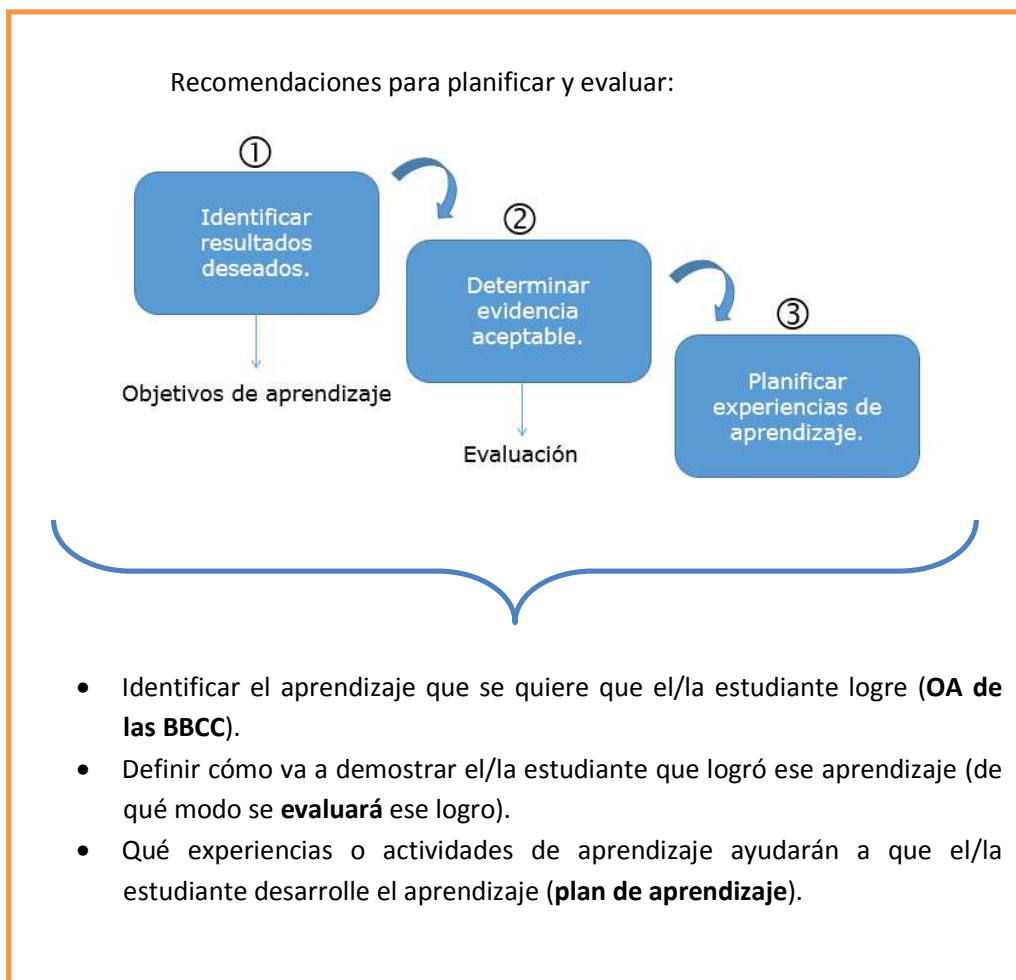 Recomendaciones para planificar y evaluar:
①
Identificar
resultados
deseados.
②
Determinar
evidencia
aceptable.
③
Planificar
experiencias de
aprendizaje.
Objetivos de aprendizaje
Evaluación
• Identificar el aprendizaje que se quiere que el/la estudiante logre (OA de
las BBCC).
• Definir cómo va a demostrar el/la estudiante que logró ese aprendizaje (de
qué modo se evaluará ese logro).
• Qué experiencias o actividades de aprendizaje ayudarán a que el/la
estudiante desarrolle el aprendizaje (plan de aprendizaje).